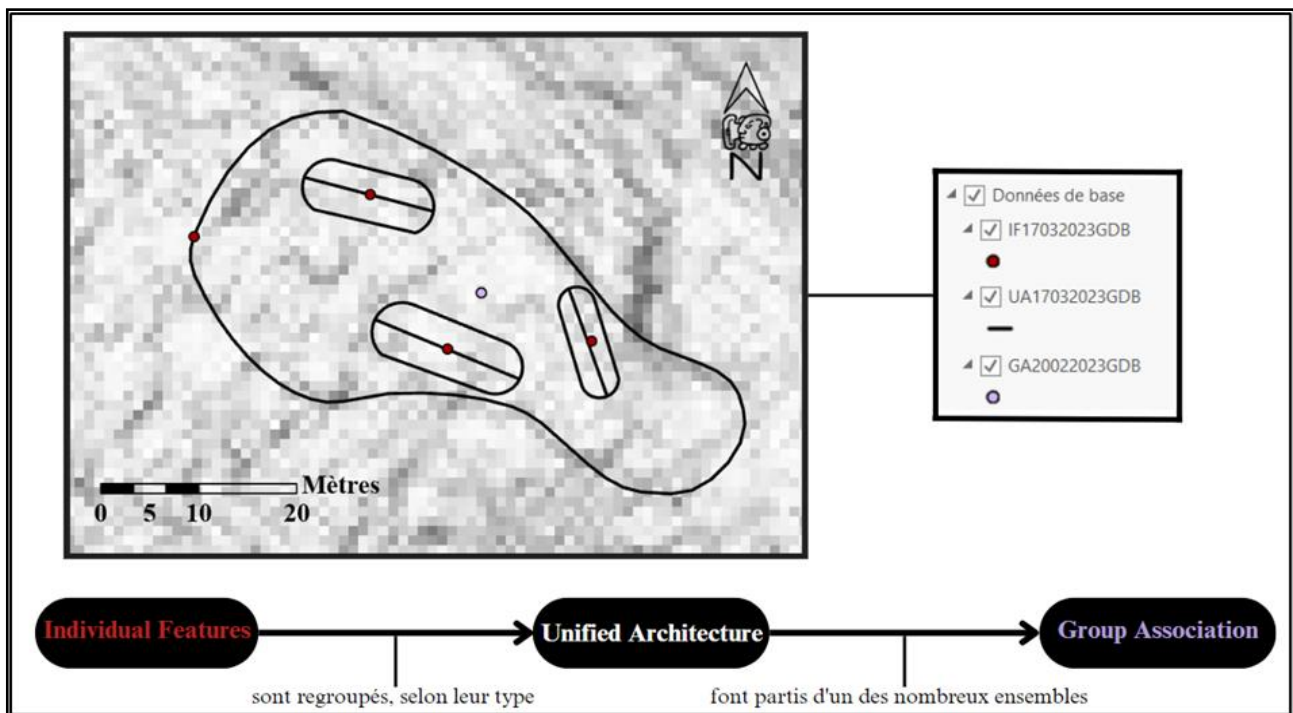 N
Mètres
0 5 10 20
Données de base
IF17032023GDB
UA17032023GDB
GA20022023GDB
Individual Features
Unified Architecture
Group Association
sont regroupés, selon leur type
font partis d'un des nombreux ensembles